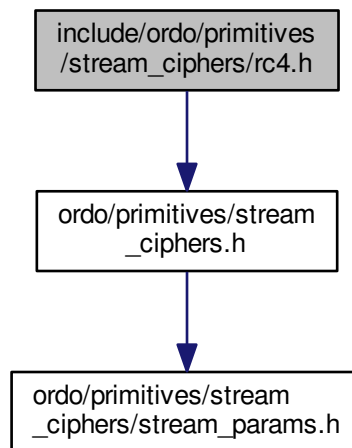 include/ordo/primitives
/stream_ciphers/rc4.h
ordo/primitives/stream
_ciphers.h
ordo/primitives/stream
_ciphers/stream_params.h